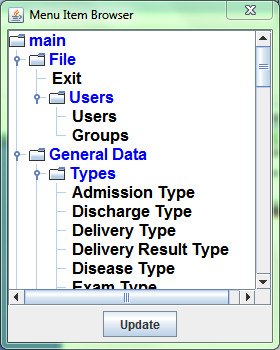 Menu Item Browser
main
File
Exit
Users
Users
Groups
General Data
Types
Admission Type
Discharge Type
Delivery Type
Delivery Result Type
Disease Type
Exam Type
Update